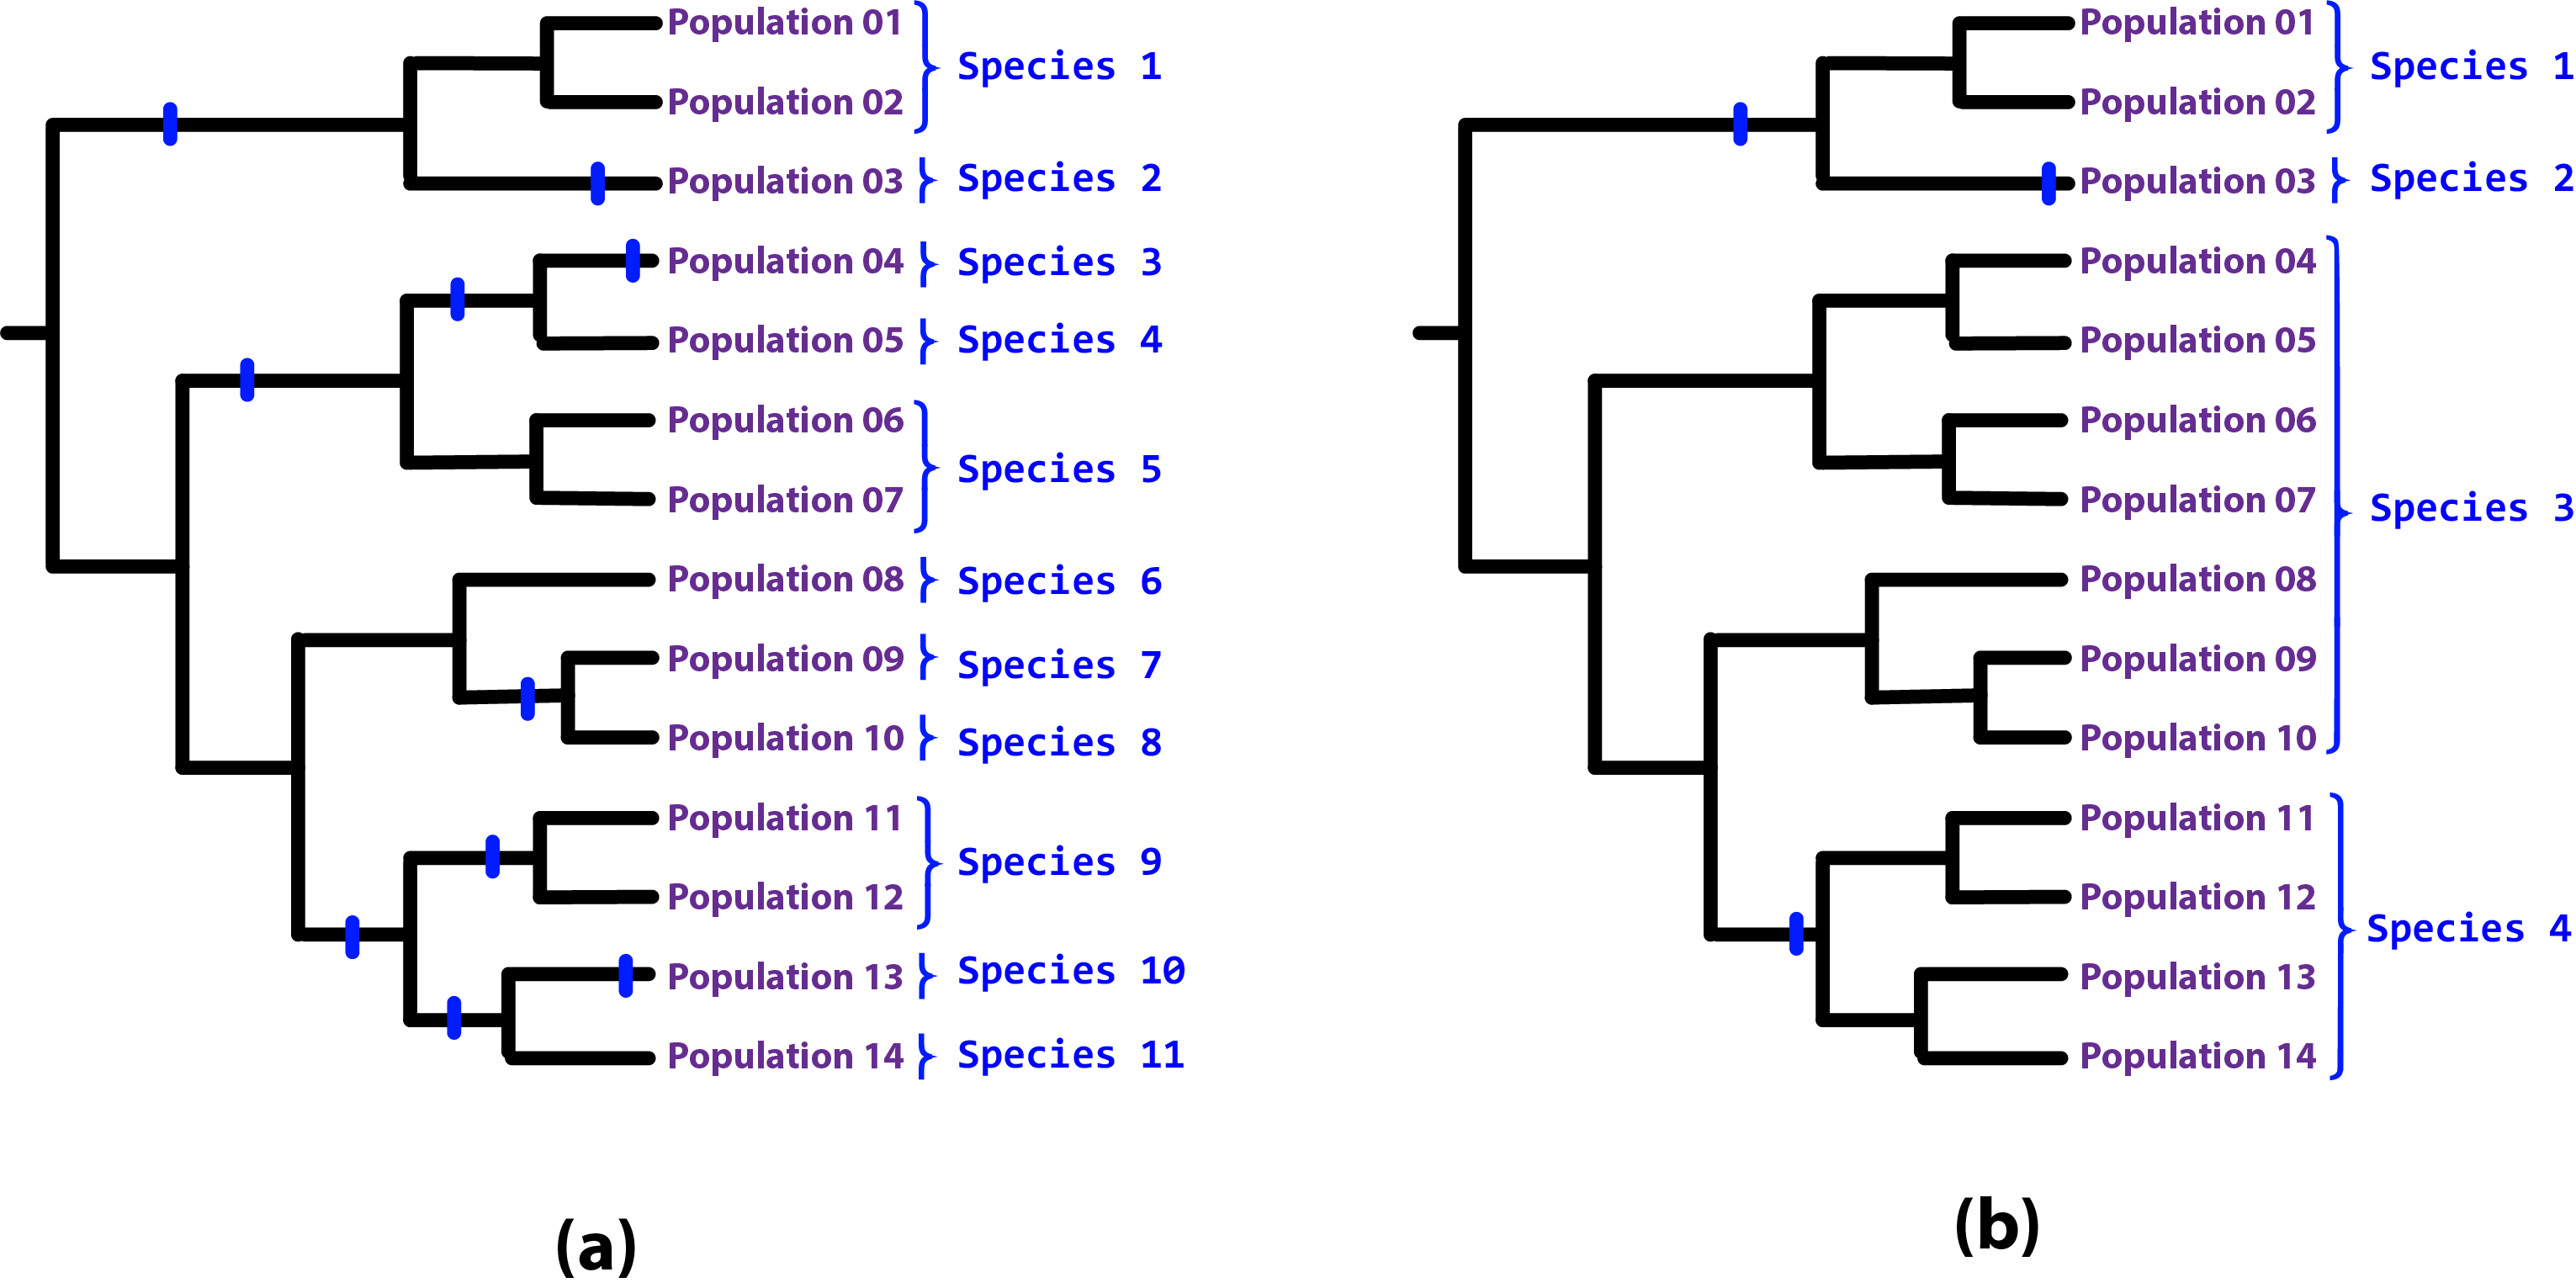 Population 01
Population 02
Species 1
Population 03
Species 2
Population 04
Species 3
Population 05
Species 4
Population 06
Population 07
Species 5
Population 08
Species 6
Population 09
Species 7
Population 10
Species 8
Population 11
Population 12
Species 9
Population 13
Species 10
Population 14
Species 11
(a)
Population 01
Population 02
Species 1
Population 03
Species 2
Population 04
Population 05
Population 06
Population 07
Population 08
Population 09
Population 10
Species 3
Population 11
Population 12
Population 13
Population 14
Species 4
(b)